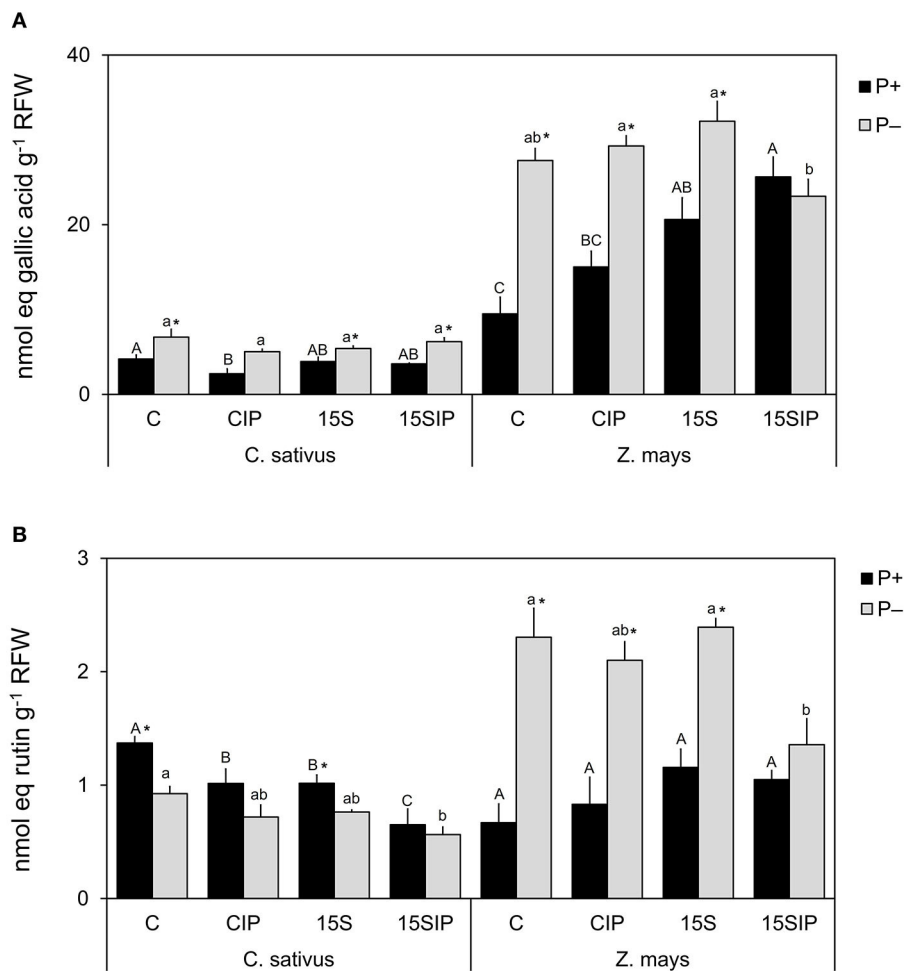 A
nmol eq gallic acid g⁻¹ RFW
40
20
0
P+
P–
A a* B a AB a* AB a* C ab* BC a* AB a* A b
C CIP 15S 15SIP C CIP 15S 15SIP
C. sativus Z. mays
B
nmol eq rutin g⁻¹ RFW
3
2
1
0
P+
P–
A* a B ab B* ab C b A a* A ab* A a* A b
C CIP 15S 15SIP C CIP 15S 15SIP
C. sativus Z. mays